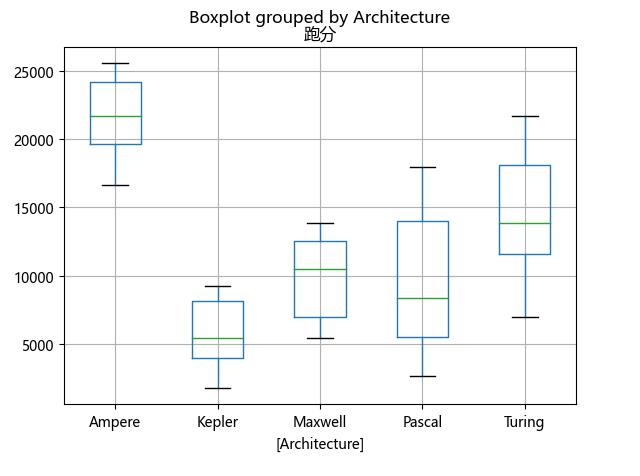 Boxplot grouped by Architecture
跑分
25000
20000
15000
10000
5000
Ampere Kepler Maxwell Pascal Turing
[Architecture]